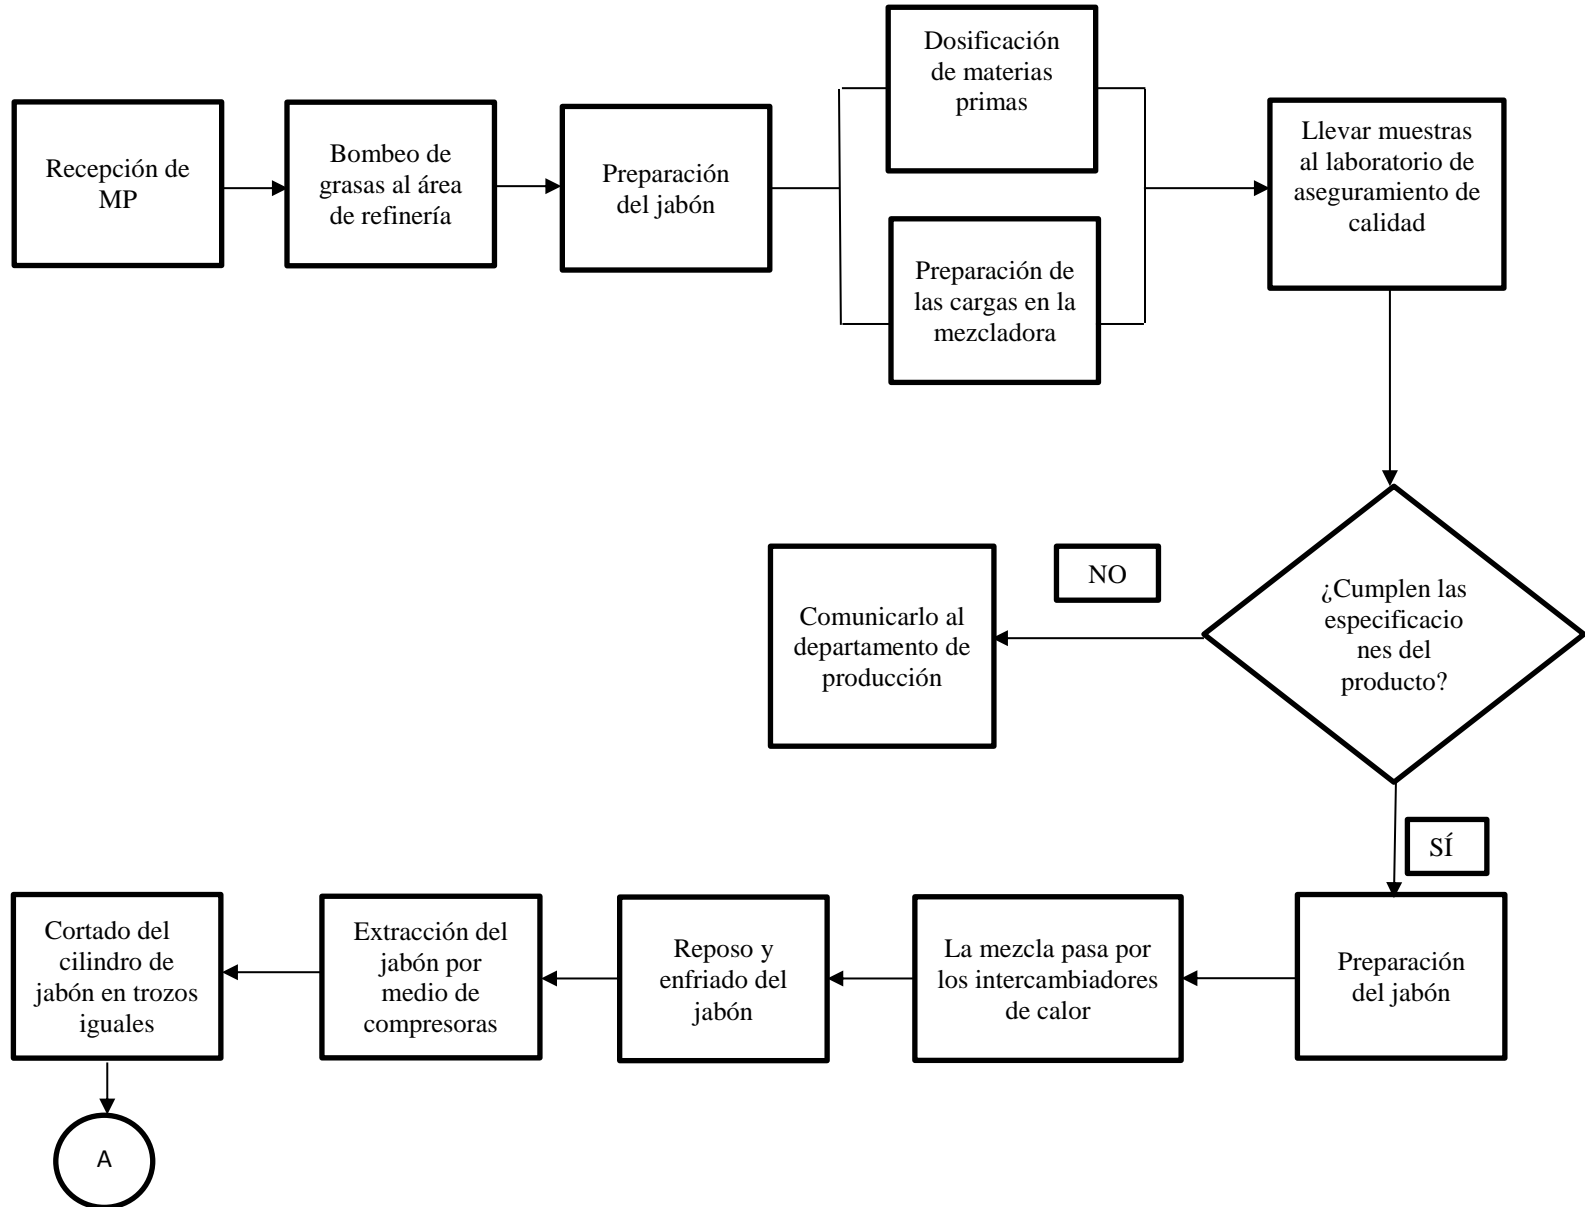 Recepción de
MP
Bombeo de
grasas al área
de refinería
Preparación
del jabón
Dosificación
de materias
primas
Preparación de
las cargas en la
mezcladora
Llevar muestras
al laboratorio de
aseguramiento de
calidad
¿Cumplen las
especificacio
nes del
producto?
NO
Comunicarlo al
departamento de
producción
SÍ
Preparación
del jabón
La mezcla pasa por
los intercambiadores
de calor
Reposo y
enfriado del
jabón
Extracción del
jabón por
medio de
compresoras
Cortado del
cilindro de
jabón en trozos
iguales
A